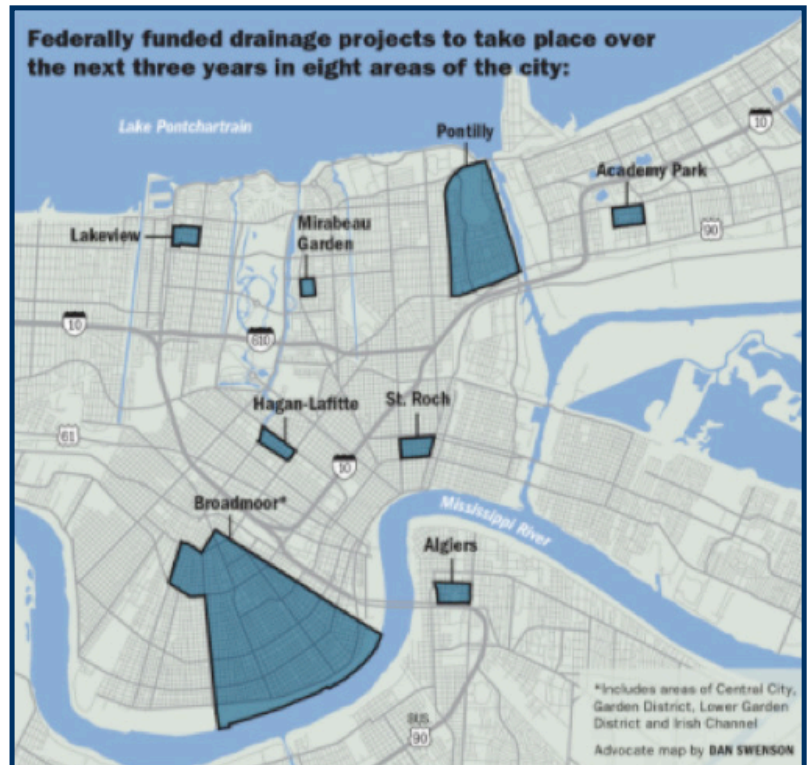 Federally funded drainage projects to take place over
the next three years in eight areas of the city:
Lake Pontchartrain
Pontilly
10
Academy Park
Lakeview
Mirabeau
Garden
90
10
610
Hagan-Lafitte
St. Roch
61
10
Broadmoor*
Mississippi River
Algiers
*Includes areas of Central City,
Garden District, Lower Garden
District and Irish Channel
BUS
90
Advocate map by DAN SWENSON